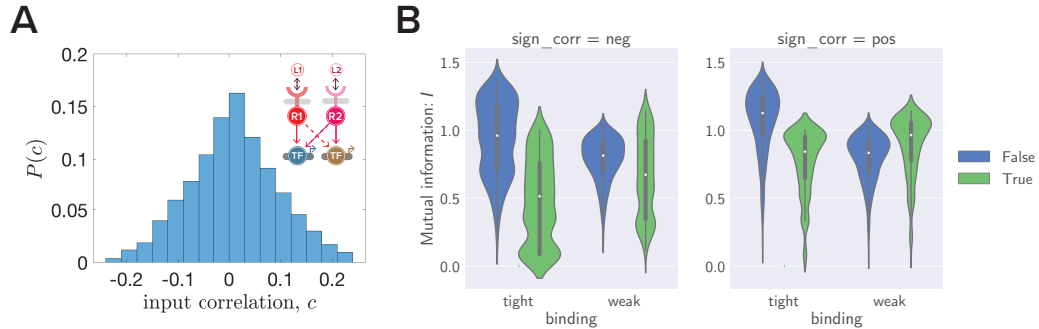 A
0.2
0.15
0.1
0.05
0
P(c)
-0.2
-0.1
0
0.1
0.2
input correlation, c
L1
L2
R1
R2
TF
TF
B
sign_corr = neg
sign_corr = pos
1.5
1.0
0.5
0.0
Mutual information: I
1.5
1.0
0.5
0.0
tight
weak
binding
tight
weak
binding
False
True